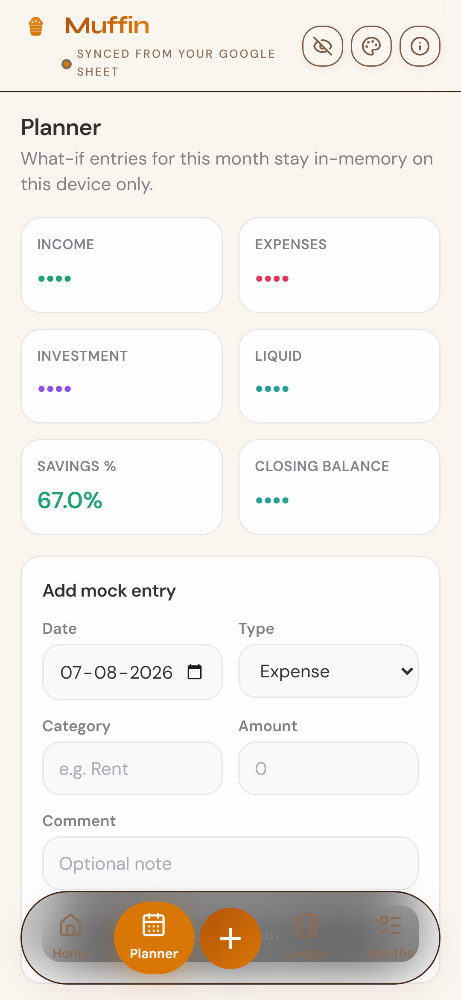 Muffin
SYNCED FROM YOUR GOOGLE
SHEET
Planner
What-if entries for this month stay in-memory on
this device only.
INCOME
••••
EXPENSES
••••
INVESTMENT
••••
LIQUID
••••
SAVINGS %
67.0%
CLOSING BALANCE
••••
Add mock entry
Date
Type
07-08-2026
Expense
Category
Amount
e.g. Rent
0
Comment
Optional note
Home
Planner
Ledger
Months